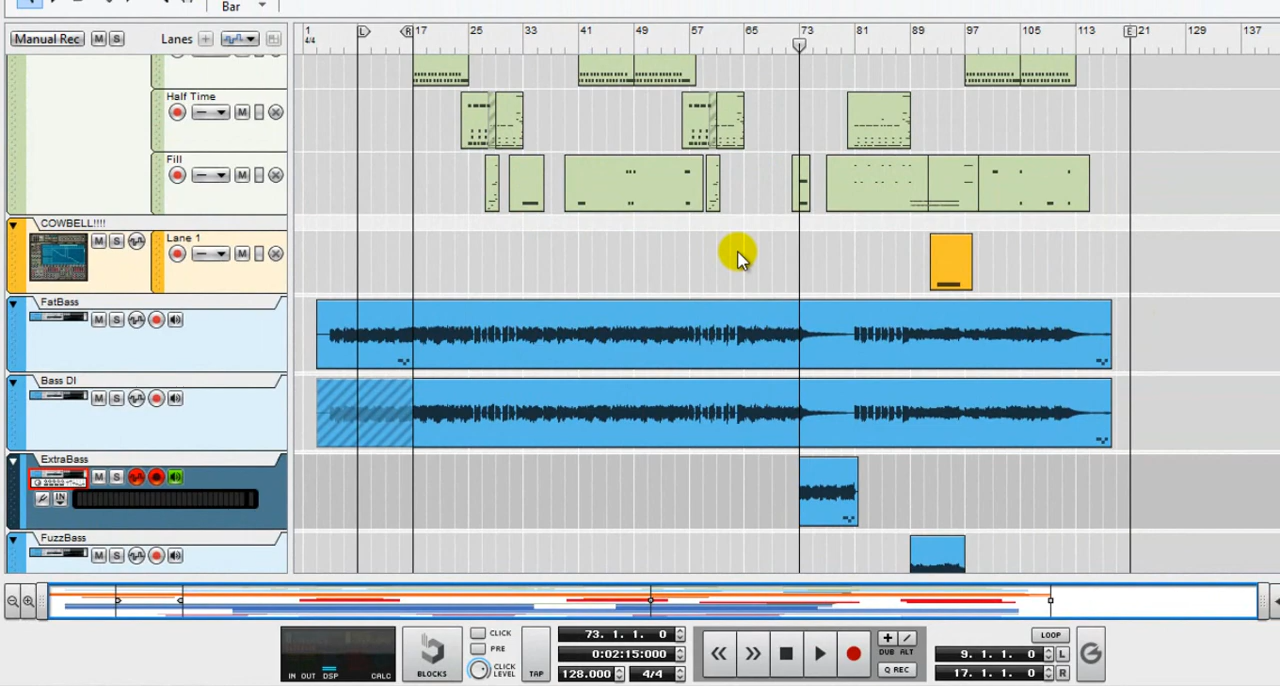 Bar
Manual Rec M S Lanes + 1 17 25 33 41 49 57 65 73 81 89 97 105 113 E 21 129 137
4/4 L R
Half Time
M
Fill
M
COWBELL!!!!
M S Lane 1
M
FatBass
M S
Bass DI
M S
ExtraBass
M S
IN
FuzzBass
M S
IN OUT DSP CALC
BLOCKS
CLICK
PRE
CLICK LEVEL
TAP
73. 1. 1. 0
0:02:15:000
128.000 4/4
DUB ALT
Q REC
LOOP
9. 1. 1. 0 L
17. 1. 1. 0 R